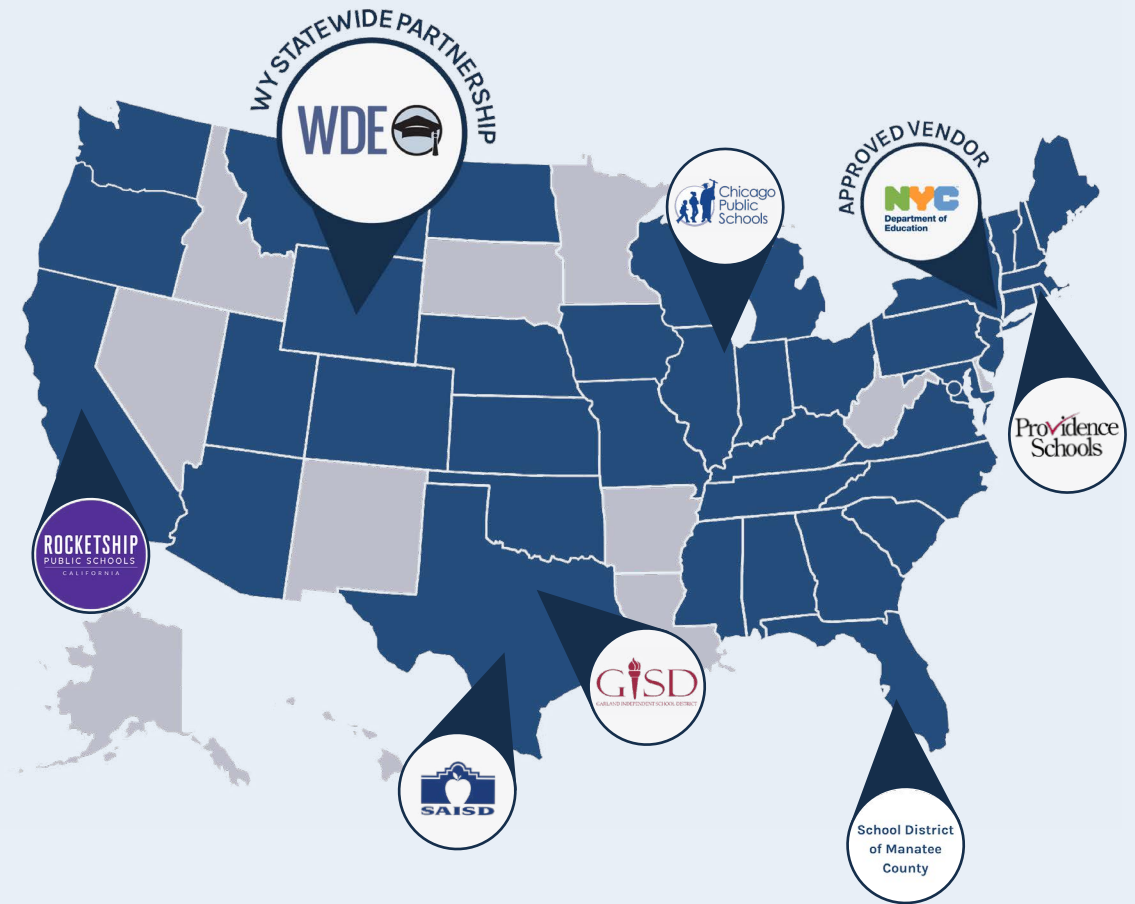 WY STATEWIDE PARTNERSHIP
WDE
Chicago
Public
Schools
APPROVED VENDOR
NYC
Department of
Education
Providence
Schools
ROCKETSHIP
PUBLIC SCHOOLS
CALIFORNIA
GISD
GARLAND INDEPENDENT SCHOOL DISTRICT
SAISD
School District
of Manatee
County